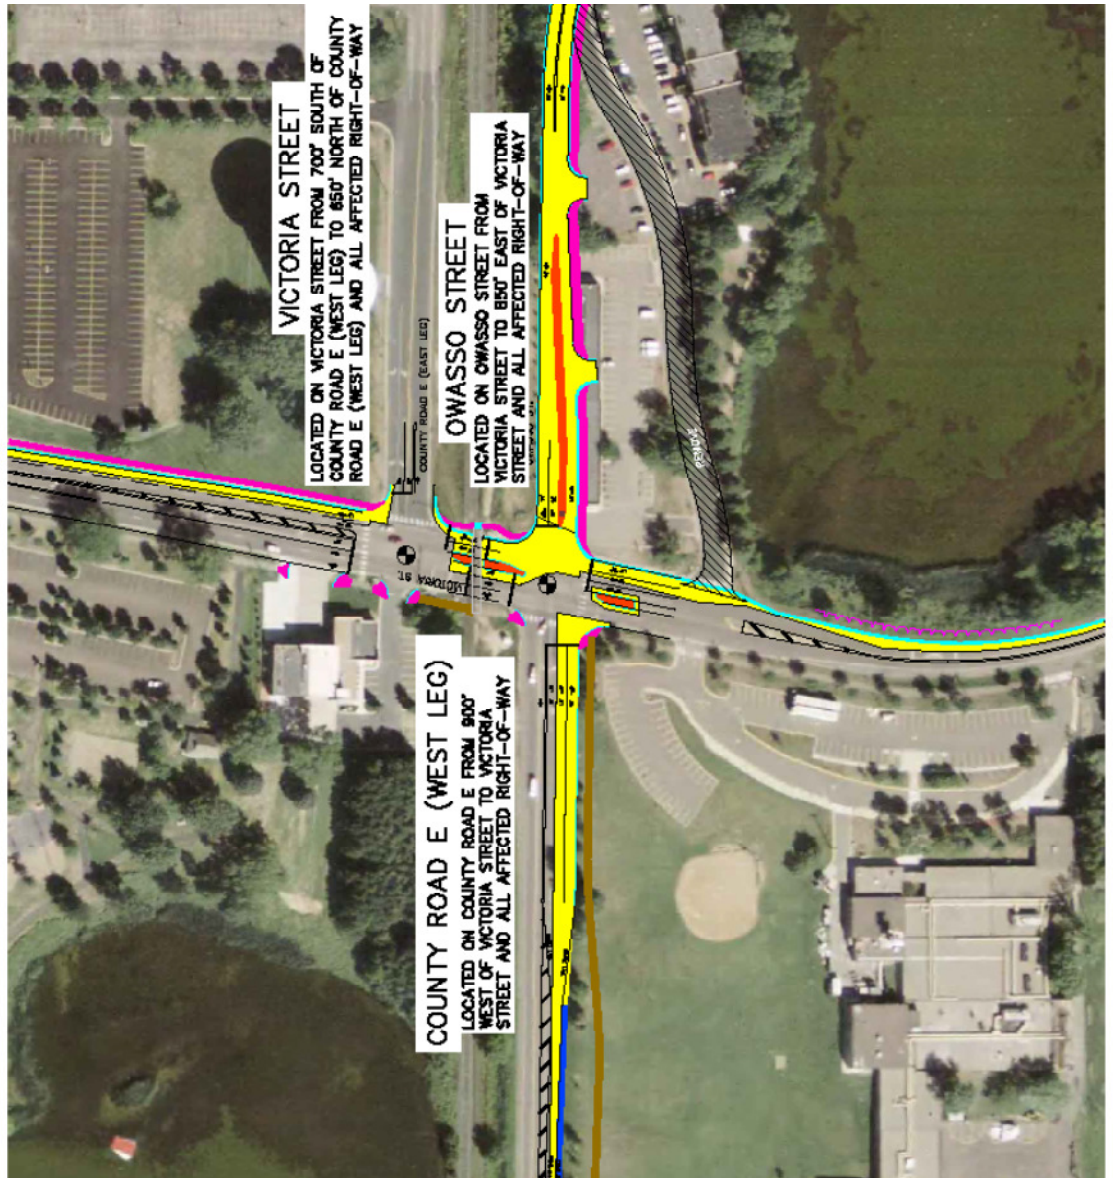 VICTORIA STREET
LOCATED ON VICTORIA STREET FROM 700' SOUTH OF
COUNTY ROAD E (WEST LEG) TO 650' NORTH OF COUNTY
ROAD E (WEST LEG) AND ALL AFFECTED RIGHT-OF-WAY
COUNTY ROAD E (EAST LEG)
OWASSO STREET
LOCATED ON OWASSO STREET FROM
VICTORIA STREET TO 850' EAST OF VICTORIA
STREET AND ALL AFFECTED RIGHT-OF-WAY
REMOVE
VICTORIA ST.
COUNTY ROAD E (WEST LEG)
LOCATED ON COUNTY ROAD E FROM 900'
WEST OF VICTORIA STREET TO VICTORIA
STREET AND ALL AFFECTED RIGHT-OF-WAY